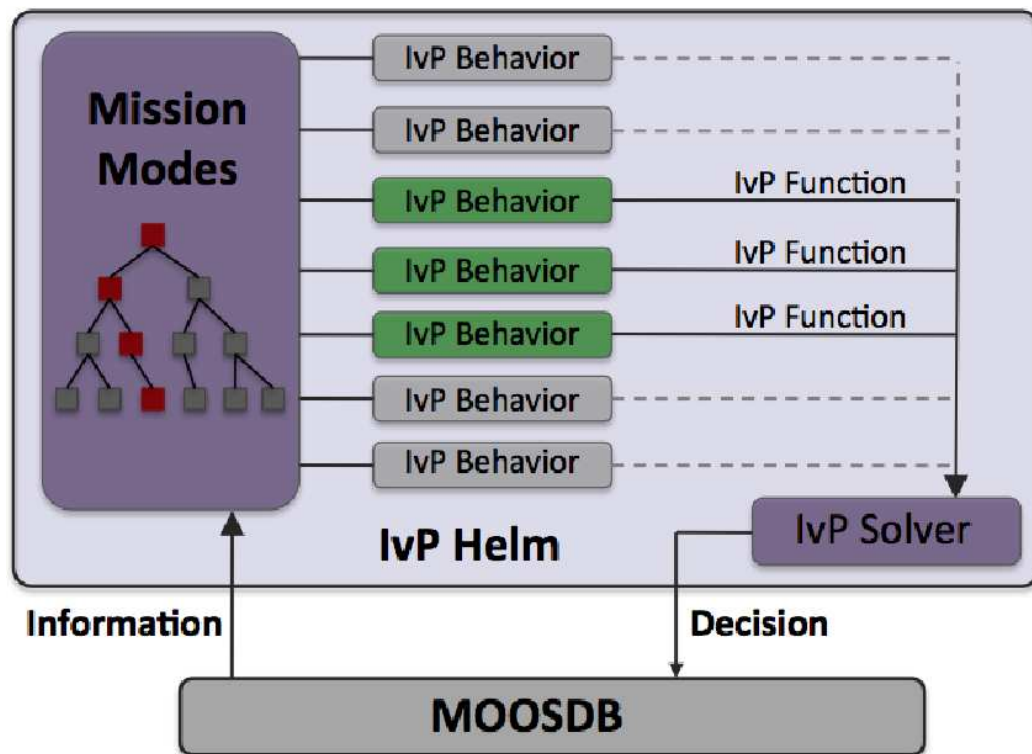 Mission
Modes
IvP Behavior
IvP Behavior
IvP Behavior
IvP Function
IvP Behavior
IvP Function
IvP Behavior
IvP Function
IvP Behavior
IvP Behavior
IvP Helm
IvP Solver
Information
Decision
MOOSDB